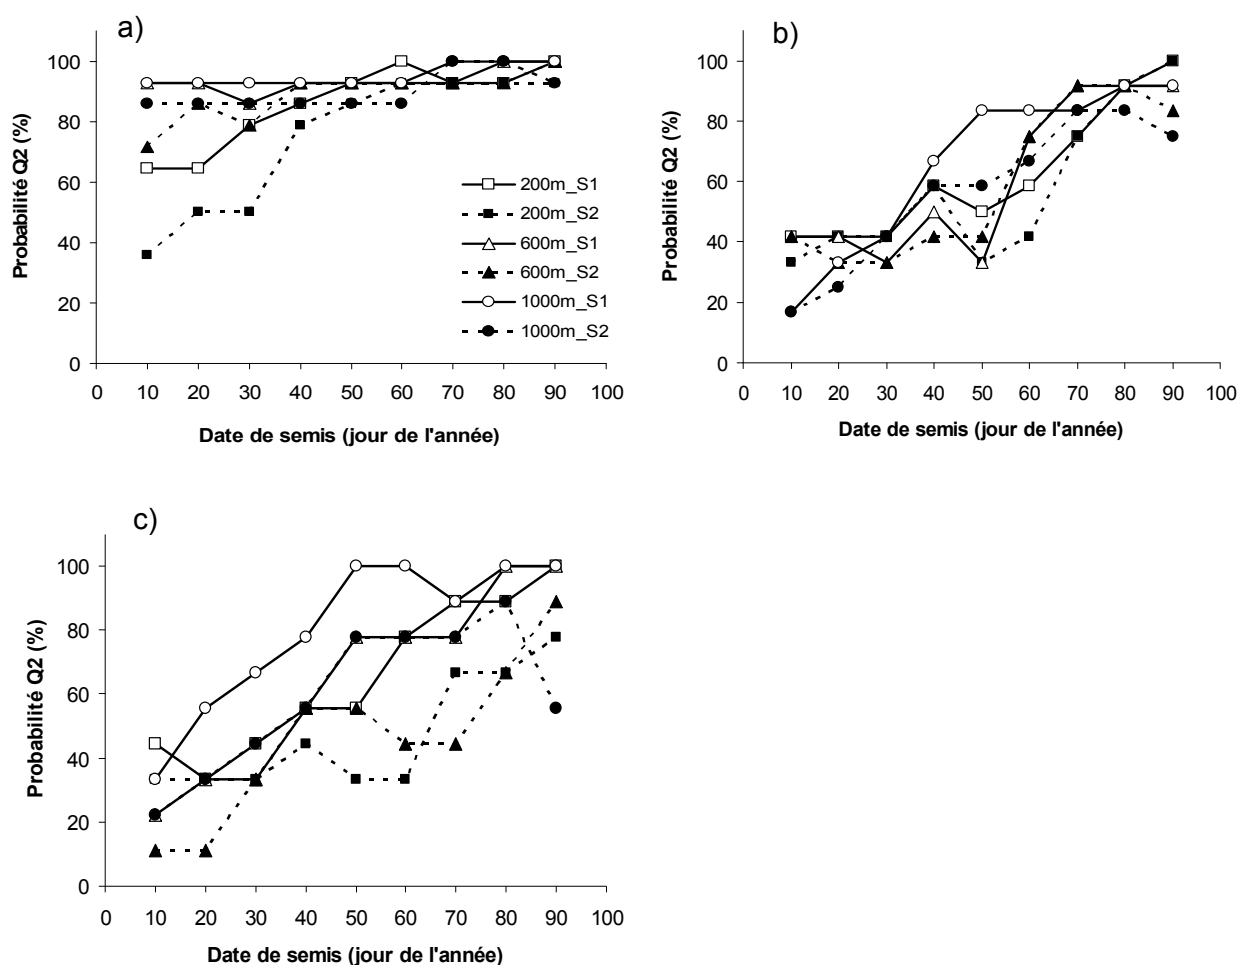 a)
Probabilité Q2 (%)
100
80
60
40
20
0
0 10 20 30 40 50 60 70 80 90 100
Date de semis (jour de l'année)
200m_S1
200m_S2
600m_S1
600m_S2
1000m_S1
1000m_S2
b)
Probabilité Q2 (%)
100
80
60
40
20
0
0 10 20 30 40 50 60 70 80 90 100
Date de semis (jour de l'année)
c)
Probabilité Q2 (%)
100
80
60
40
20
0
0 10 20 30 40 50 60 70 80 90 100
Date de semis (jour de l'année)